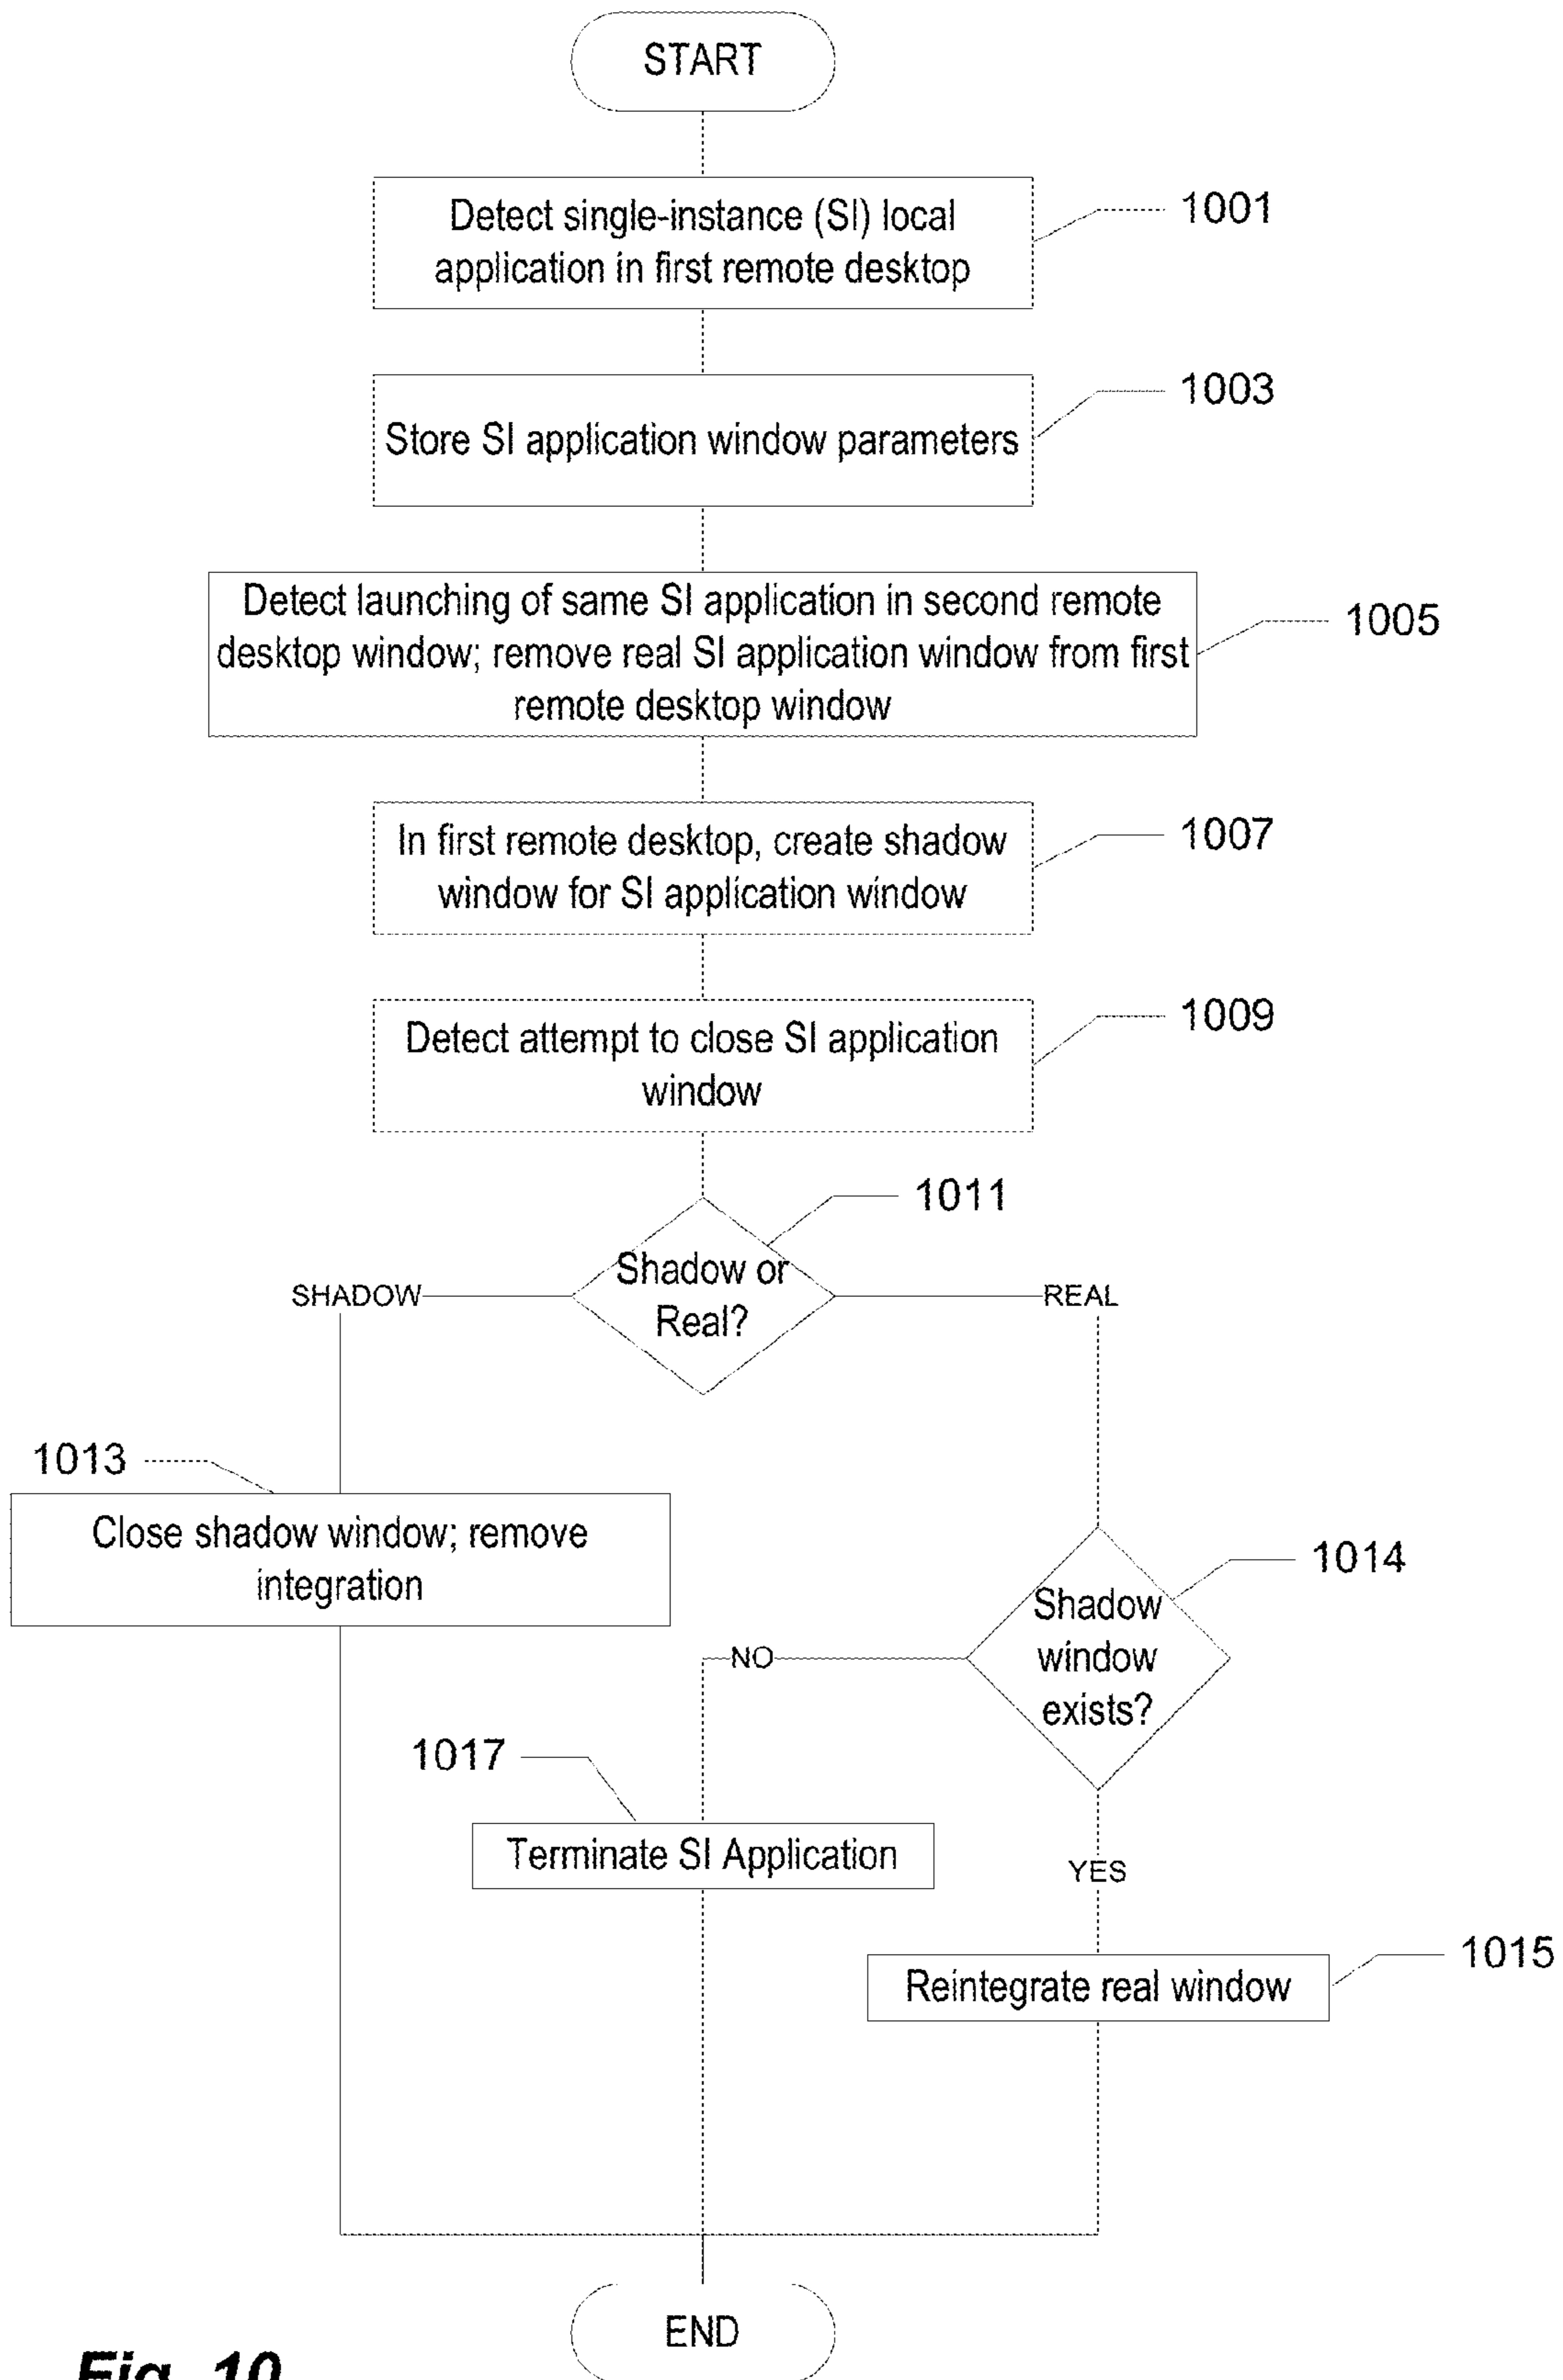 START
Detect single-instance (SI) local
application in first remote desktop
1001
Store SI application window parameters
1003
Detect launching of same SI application in second remote
desktop window; remove real SI application window from first
remote desktop window
1005
In first remote desktop, create shadow
window for SI application window
1007
Detect attempt to close SI application
window
1009
Shadow or
Real?
1011
SHADOW
REAL
1013
Close shadow window; remove
integration
Shadow
window
exists?
1014
NO
1017
Terminate SI Application
YES
Reintegrate real window
1015
END
Fig. 10